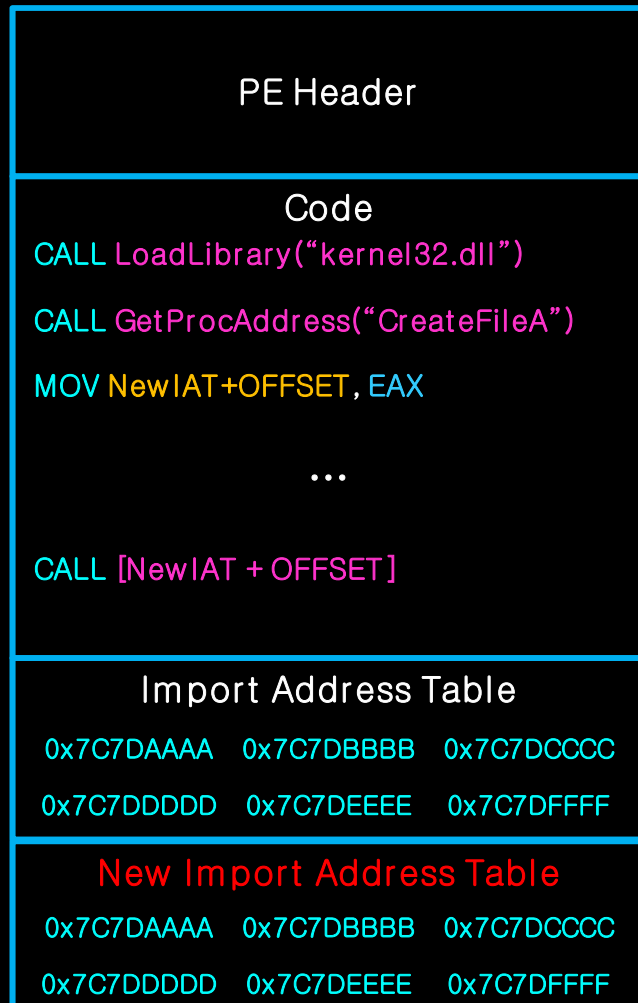 PE Header
Code
CALL LoadLibrary(“kernel32.dll”)
CALL GetProcAddress(“CreateFileA”)
MOV NewIAT+OFFSET, EAX
...
CALL [NewIAT + OFFSET]
Import Address Table
0x7C7DAAAA 0x7C7DBBBB 0x7C7DCCCC
0x7C7DDDDD 0x7C7DEEEE 0x7C7DFFFF
New Import Address Table
0x7C7DAAAA 0x7C7DBBBB 0x7C7DCCCC
0x7C7DDDDD 0x7C7DEEEE 0x7C7DFFFF